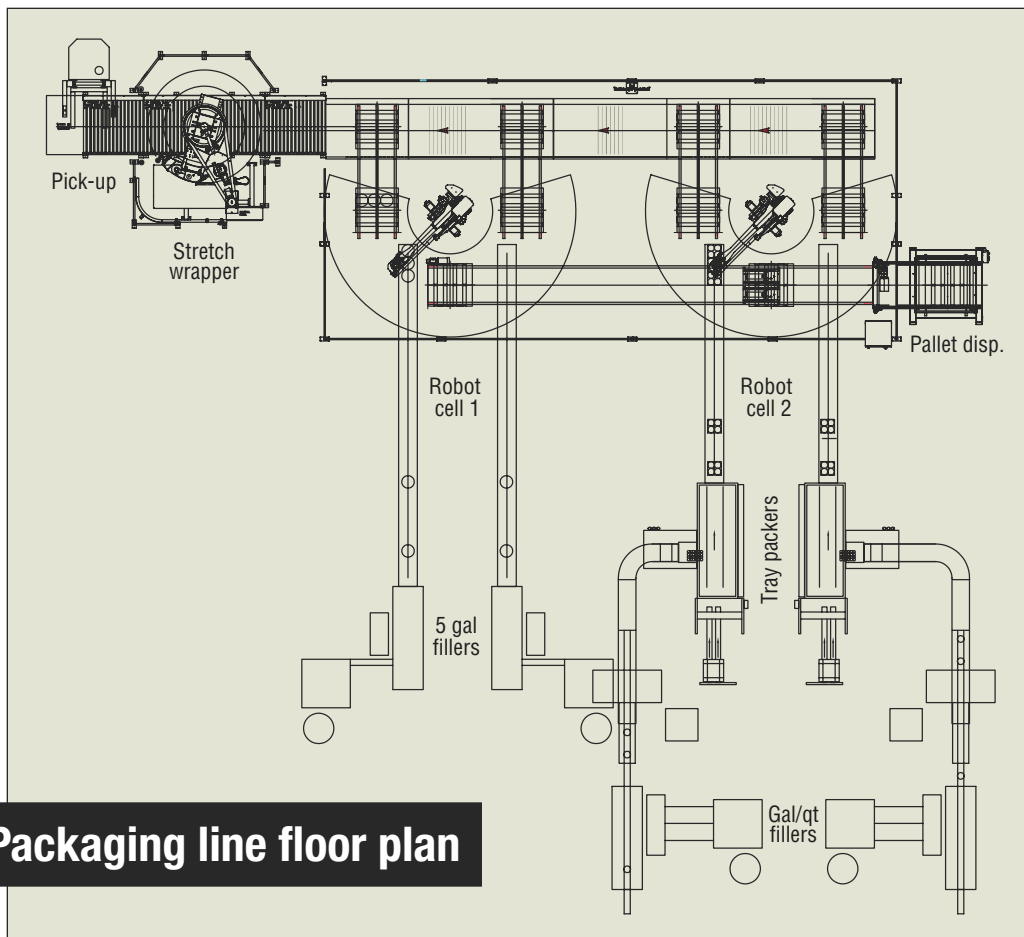 Pick-up
Stretch
wrapper
Pallet disp.
Robot
cell 1
Robot
cell 2
Tray packers
5 gal
fillers
Gal/qt
fillers
Packaging line floor plan